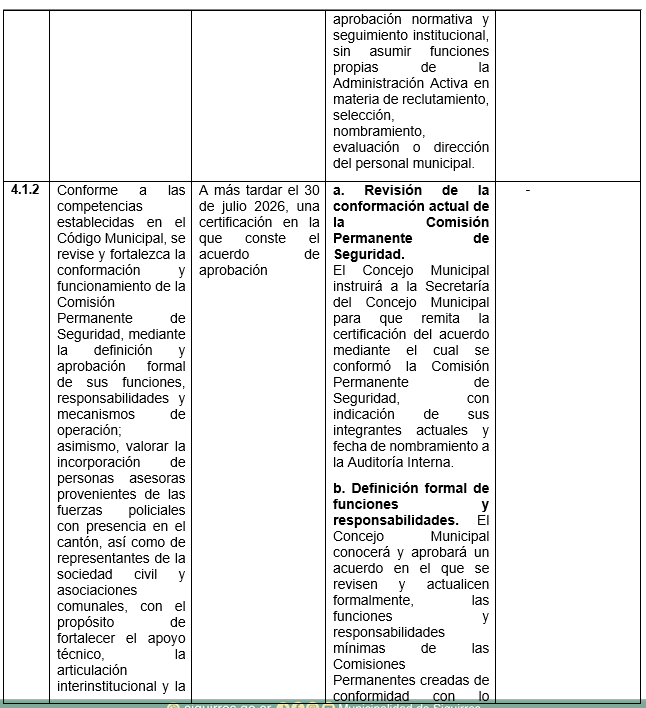 aprobación normativa y
seguimiento institucional,
sin asumir funciones
propias de la
Administración Activa en
materia de reclutamiento,
selección,
nombramiento,
evaluación o dirección
del personal municipal.
4.1.2
Conforme a las
competencias
establecidas en el
Código Municipal, se
revise y fortalezca la
conformación y
funcionamiento de la
Comisión
Permanente de
Seguridad, mediante
la definición y
aprobación formal
de sus funciones,
responsabilidades y
mecanismos de
operación;
asimismo, valorar la
incorporación de
personas asesoras
provenientes de las
fuerzas policiales
con presencia en el
cantón, así como de
representantes de la
sociedad civil y
asociaciones
comunales, con el
propósito de
fortalecer el apoyo
técnico, la
articulación
interinstitucional y la
A más tardar el 30
de julio 2026, una
certificación en la
que conste el
acuerdo de
aprobación
a. Revisión de la
conformación actual de
la Comisión
Permanente de
Seguridad.
El Concejo Municipal
instruirá a la Secretaría
del Concejo Municipal
para que remita la
certificación del acuerdo
mediante el cual se
conformó la Comisión
Permanente de
Seguridad, con
indicación de sus
integrantes actuales y
fecha de nombramiento a
la Auditoría Interna.
b. Definición formal de
funciones y
responsabilidades. El
Concejo Municipal
conocerá y aprobará un
acuerdo en el que se
revisen y actualicen
formalmente, las
funciones y
responsabilidades
mínimas de las
Comisiones
Permanentes creadas de
conformidad con lo
-
siquirres.go.cr Municipalidad de Siquirres